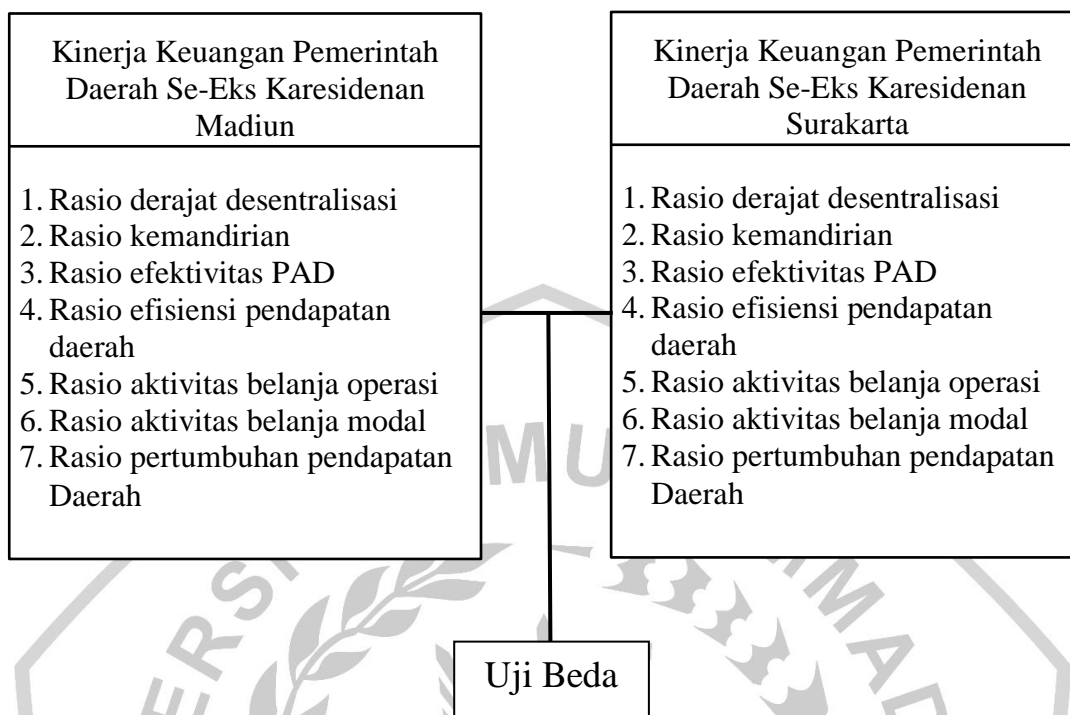 Kinerja Keuangan Pemerintah
Daerah Se-Eks Karesidenan
Madiun
1. Rasio derajat desentralisasi
2. Rasio kemandirian
3. Rasio efektivitas PAD
4. Rasio efisiensi pendapatan
daerah
5. Rasio aktivitas belanja operasi
6. Rasio aktivitas belanja modal
7. Rasio pertumbuhan pendapatan
Daerah
Kinerja Keuangan Pemerintah
Daerah Se-Eks Karesidenan
Surakarta
1. Rasio derajat desentralisasi
2. Rasio kemandirian
3. Rasio efektivitas PAD
4. Rasio efisiensi pendapatan
daerah
5. Rasio aktivitas belanja operasi
6. Rasio aktivitas belanja modal
7. Rasio pertumbuhan pendapatan
Daerah
Uji Beda